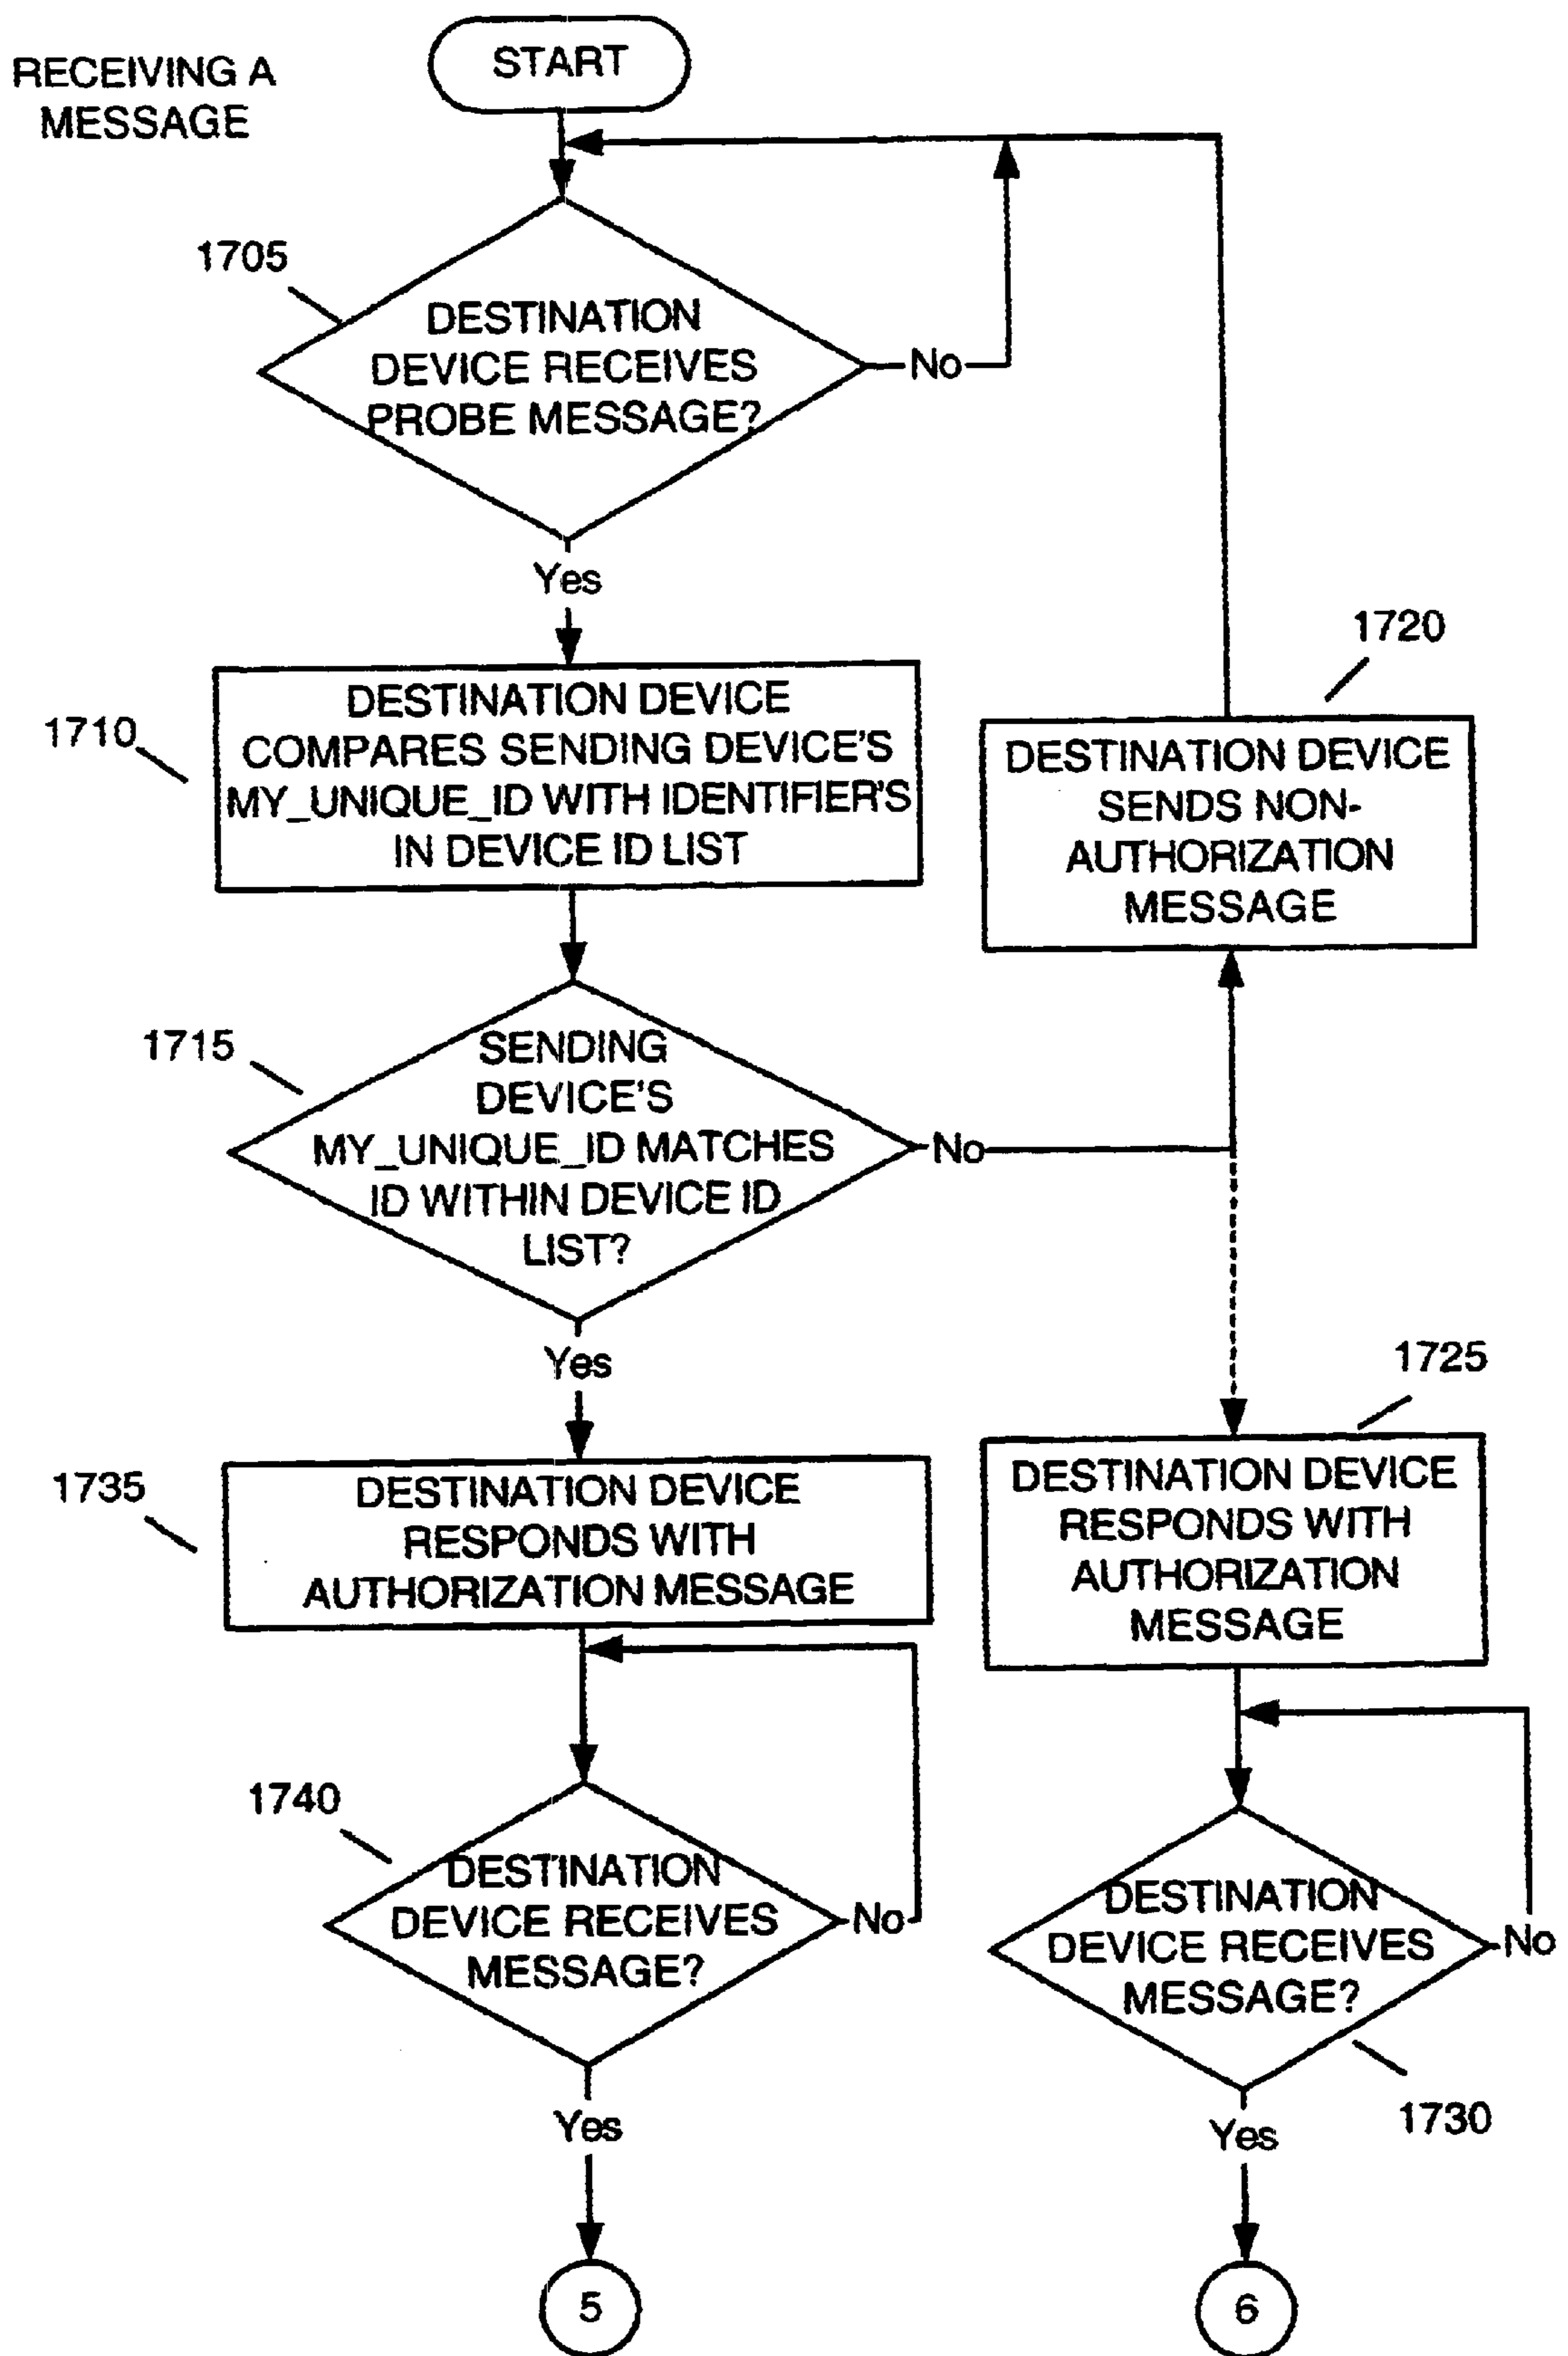 RECEIVING A
MESSAGE
START
1705
DESTINATION
DEVICE RECEIVES
PROBE MESSAGE?
No
Yes
1710
DESTINATION DEVICE
COMPARES SENDING DEVICE'S
MY_UNIQUE_ID WITH IDENTIFIER'S
IN DEVICE ID LIST
1720
DESTINATION DEVICE
SENDS NON-
AUTHORIZATION
MESSAGE
1715
SENDING
DEVICE'S
MY_UNIQUE_ID MATCHES
ID WITHIN DEVICE ID
LIST?
No
Yes
1725
DESTINATION DEVICE
RESPONDS WITH
AUTHORIZATION
MESSAGE
1735
DESTINATION DEVICE
RESPONDS WITH
AUTHORIZATION MESSAGE
1740
DESTINATION
DEVICE RECEIVES
MESSAGE?
No
Yes
5
DESTINATION
DEVICE RECEIVES
MESSAGE?
No
1730
Yes
6